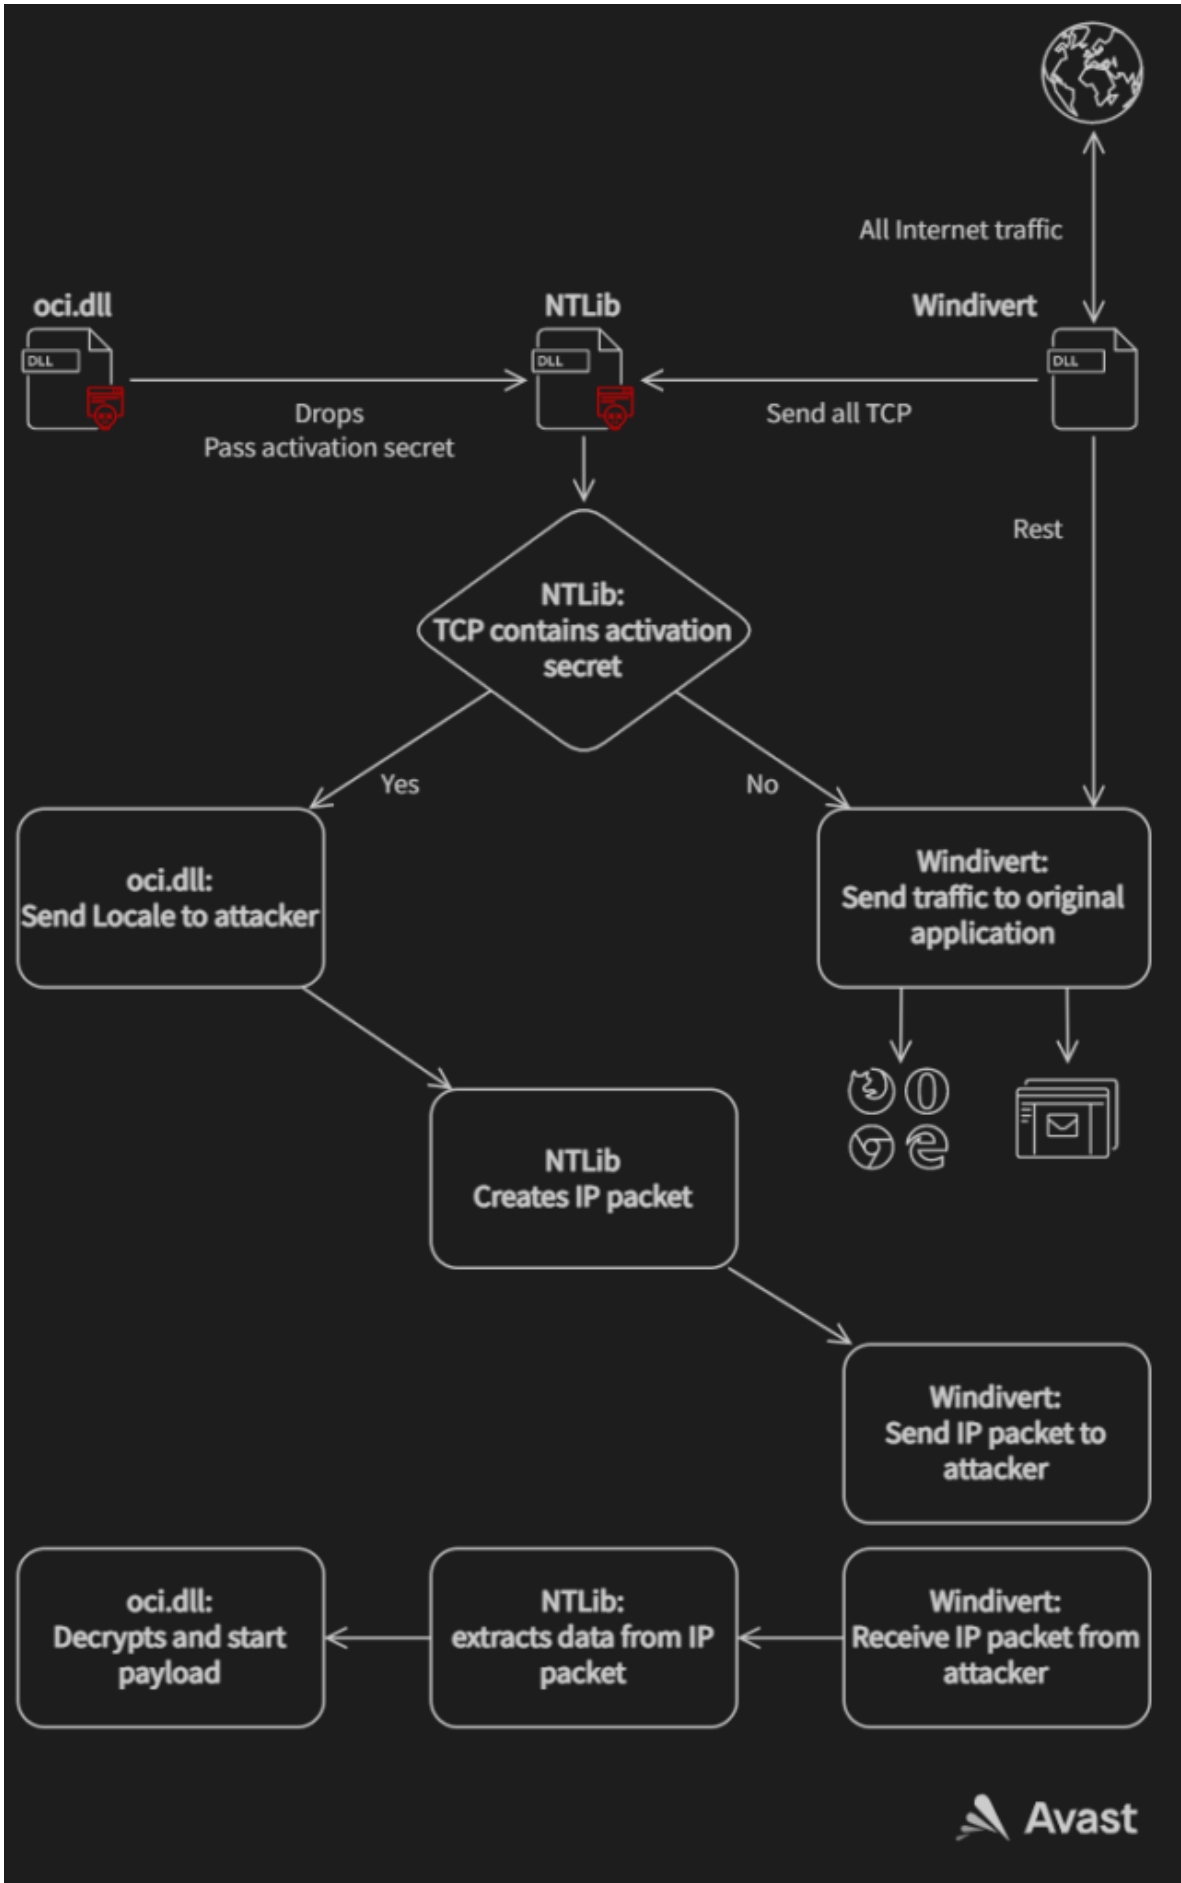 All Internet traffic
oci.dll
NTLib
Windivert
DLL
DLL
DLL
Drops
Pass activation secret
Send all TCP
Rest
NTLib:
TCP contains activation
secret
Yes
No
oci.dll:
Send Locale to attacker
Windivert:
Send traffic to original
application
NTLib
Creates IP packet
Windivert:
Send IP packet to
attacker
oci.dll:
Decrypts and start
payload
NTLib:
extracts data from IP
packet
Windivert:
Receive IP packet from
attacker
Avast